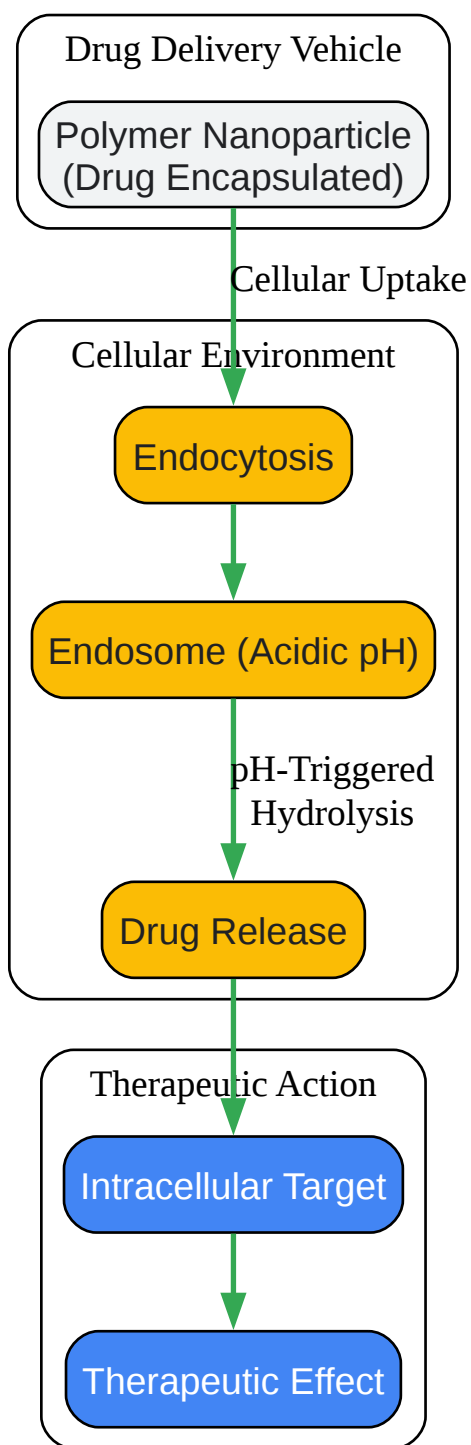 Drug Delivery Vehicle
Polymer Nanoparticle
(Drug Encapsulated)
Cellular Uptake
Cellular Environment
Endocytosis
Endosome (Acidic pH)
pH-Triggered
Hydrolysis
Drug Release
Therapeutic Action
Intracellular Target
Therapeutic Effect